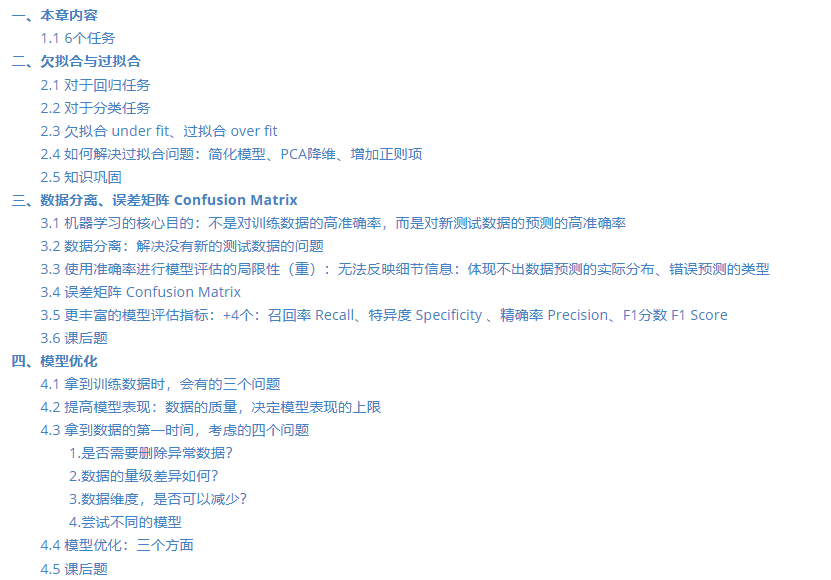 一、本章内容
1.1 6个任务
二、欠拟合与过拟合
2.1 对于回归任务
2.2 对于分类任务
2.3 欠拟合 under fit、过拟合 over fit
2.4 如何解决过拟合问题：简化模型、PCA降维、增加正则项
2.5 知识巩固
三、数据分离、误差矩阵 Confusion Matrix
3.1 机器学习的核心目的：不是对训练数据的高准确率，而是对新测试数据的预测的高准确率
3.2 数据分离：解决没有新的测试数据的问题
3.3 使用准确率进行模型评估的局限性（重）：无法反映细节信息：体现不出数据预测的实际分布、错误预测的类型
3.4 误差矩阵 Confusion Matrix
3.5 更丰富的模型评估指标：+4个：召回率 Recall、特异度 Specificity 、精确率 Precision、F1分数 F1 Score
3.6 课后题
四、模型优化
4.1 拿到训练数据时，会有的三个问题
4.2 提高模型表现：数据的质量，决定模型表现的上限
4.3 拿到数据的第一时间，考虑的四个问题
1.是否需要删除异常数据？
2.数据的量级差异如何？
3.数据维度，是否可以减少？
4.尝试不同的模型
4.4 模型优化：三个方面
4.5 课后题